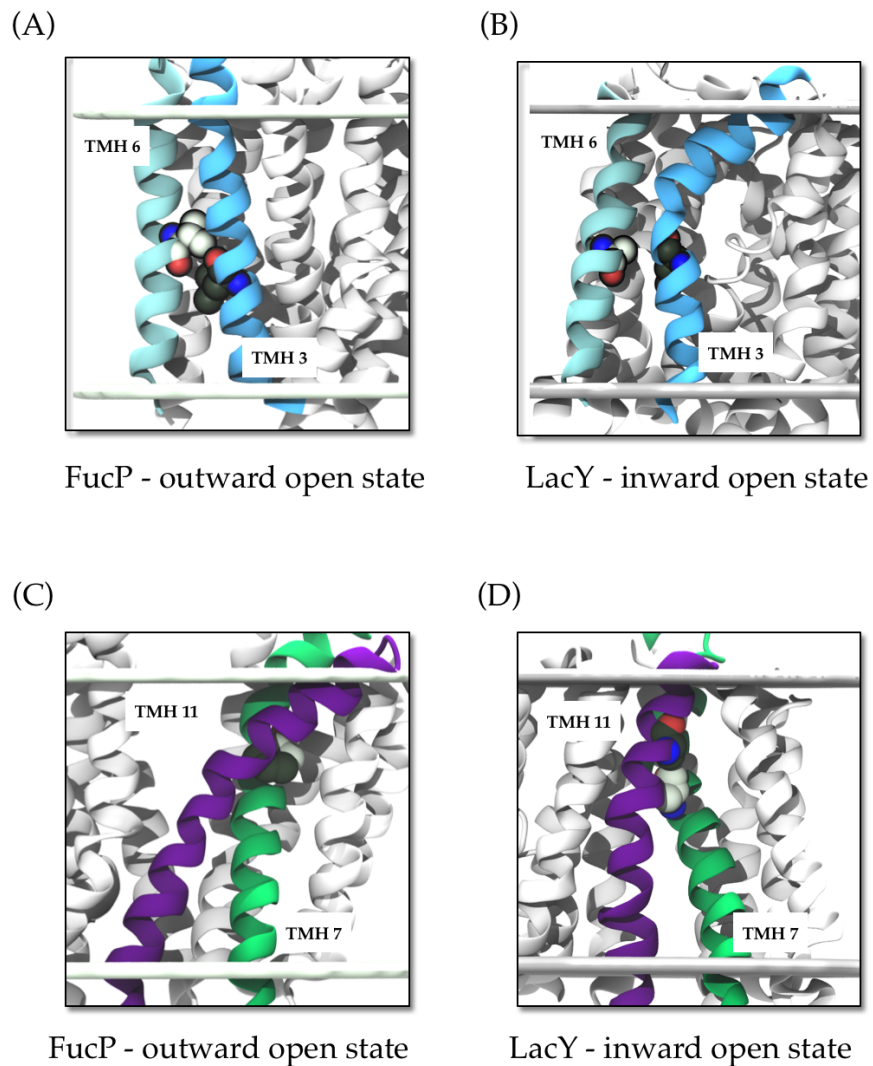 (A)
(B)
TMH 6
TMH 6
TMH 3
TMH 3
FucP - outward open state
LacY - inward open state
(C)
(D)
TMH 11
TMH 11
TMH 7
TMH 7
FucP - outward open state
LacY - inward open state